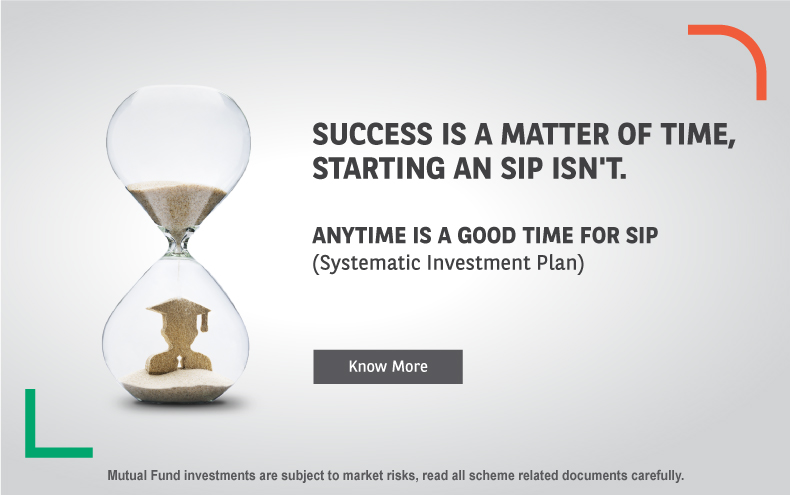 SUCCESS IS A MATTER OF TIME,
STARTING AN SIP ISN'T.
ANYTIME IS A GOOD TIME FOR SIP
(Systematic Investment Plan)
Know More
Mutual Fund investments are subject to market risks, read all scheme related documents carefully.